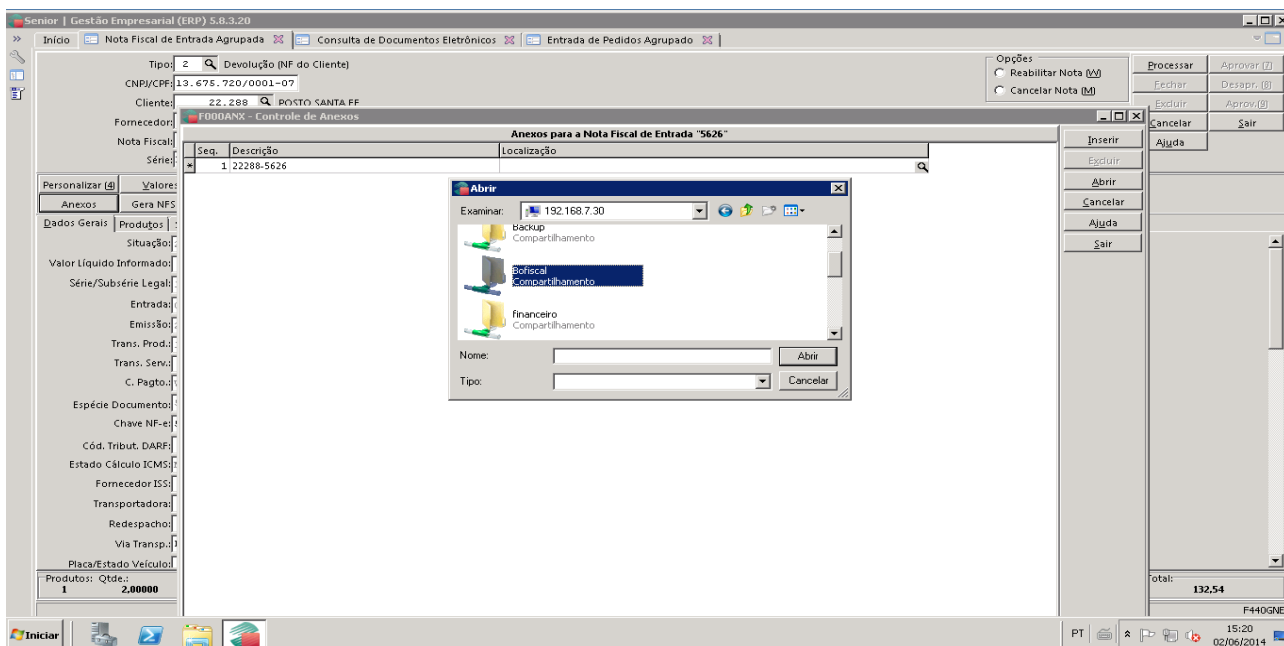 Senior | Gestão Empresarial (ERP) 5.8.3.20
Início Nota Fiscal de Entrada Agrupada Consulta de Documentos Eletrônicos Entrada de Pedidos Agrupado
Tipo: 2 Devolução (NF do Cliente)
CNPJ/CPF: 13.675.720/0001-07
Cliente: 22.288 POSTO SANTA FE
Fornecedor:
Nota Fiscal:
Série:
Opções
Reabilitar Nota (W)
Cancelar Nota (M)
Processar Aprovar (7)
Fechar Desapr. (8)
Excluir Aprov.(9)
Cancelar Sair
Ajuda
Personalizar (4) Valores
Anexos Gera NFS
Dados Gerais Produtos
Situação:
Valor Líquido Informado:
Série/Subsérie Legal:
Entrada:
Emissão:
Trans. Prod.:
Trans. Serv.:
C. Pagto.:
Espécie Documento:
Chave NF-e:
Cód. Tribut. DARF:
Estado Cálculo ICMS:
Fornecedor ISS:
Transportadora:
Redespacho:
Via Transp.:
Placa/Estado Veículo:
Produtos: Qtde.:
1 2,00000
Total:
132,54
F440GNE
F000ANX - Controle de Anexos
Anexos para a Nota Fiscal de Entrada "5626"
Seq. Descrição Localização
1 22288-5626
Inserir
Excluir
Abrir
Cancelar
Ajuda
Sair
Abrir
Examinar: 192.168.7.30
Backup
Compartilhamento
Bofiscal
Compartilhamento
financeiro
Compartilhamento
Nome: Abrir
Tipo: Cancelar
Iniciar
PT
15:20
02/06/2014